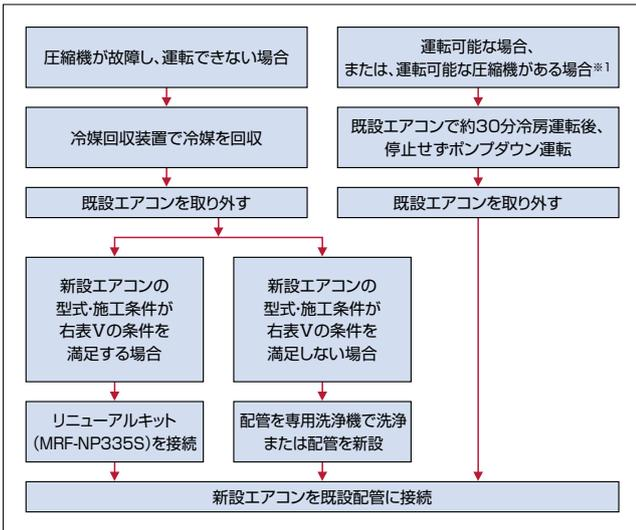 圧縮機が故障し、運転できない場合
冷媒回収装置で冷媒を回収
既設エアコンを取り外す
運転可能な場合、
または、運転可能な圧縮機がある場合※1
既設エアコンで約30分冷房運転後、
停止せずポンプダウン運転
既設エアコンを取り外す
新設エアコンの
型式・施工条件が
右表Ⅴの条件を
満足する場合
新設エアコンの
型式・施工条件が
右表Ⅴの条件を
満足しない場合
リニューアルキット
(MRF-NP335S)を接続
配管を専用洗浄機で洗浄
または配管を新設
新設エアコンを既設配管に接続